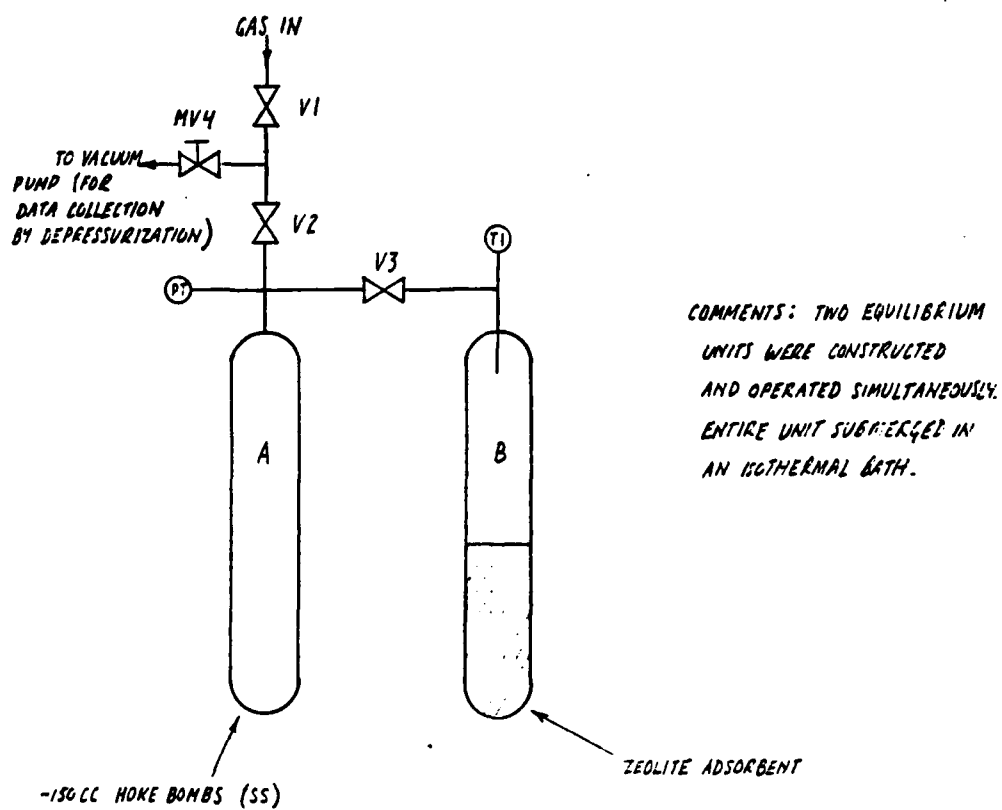 GAS IN
V1
MV4
TO VACUUM
PUMP (FOR
DATA COLLECTION
BY DEPRESSURIZATION)
V2
PT
V3
TI
COMMENTS: TWO EQUILIBRIUM
UNITS WERE CONSTRUCTED
AND OPERATED SIMULTANEOUSLY.
ENTIRE UNIT SUBMERGED IN
AN ISOTHERMAL BATH.
A
B
ZEOLITE ADSORBENT
~150CC HOKE BOMBS (SS)